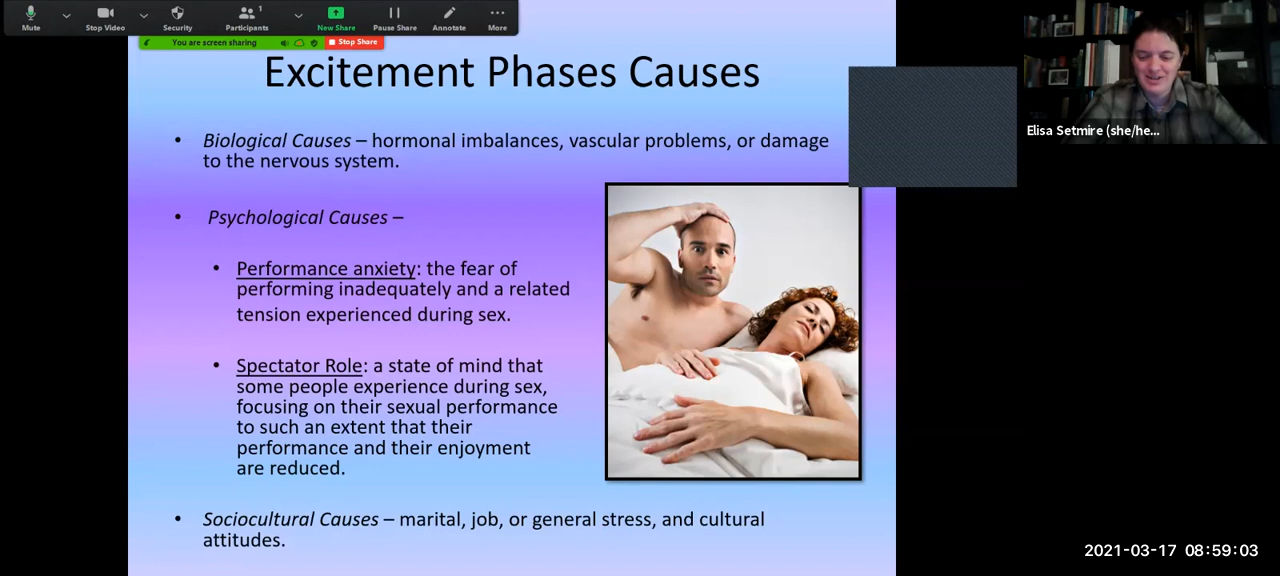 Mute
Stop Video
Security
Participants
1
New Share
Pause Share
Annotate
More
You are screen sharing
Stop Share
Excitement Phases Causes
• Biological Causes – hormonal imbalances, vascular problems, or damage
to the nervous system.
• Psychological Causes –
• Performance anxiety: the fear of
performing inadequately and a related
tension experienced during sex.
• Spectator Role: a state of mind that
some people experience during sex,
focusing on their sexual performance
to such an extent that their
performance and their enjoyment
are reduced.
• Sociocultural Causes – marital, job, or general stress, and cultural
attitudes.
Elisa Setmire (she/he...
2021-03-17 08:59:03